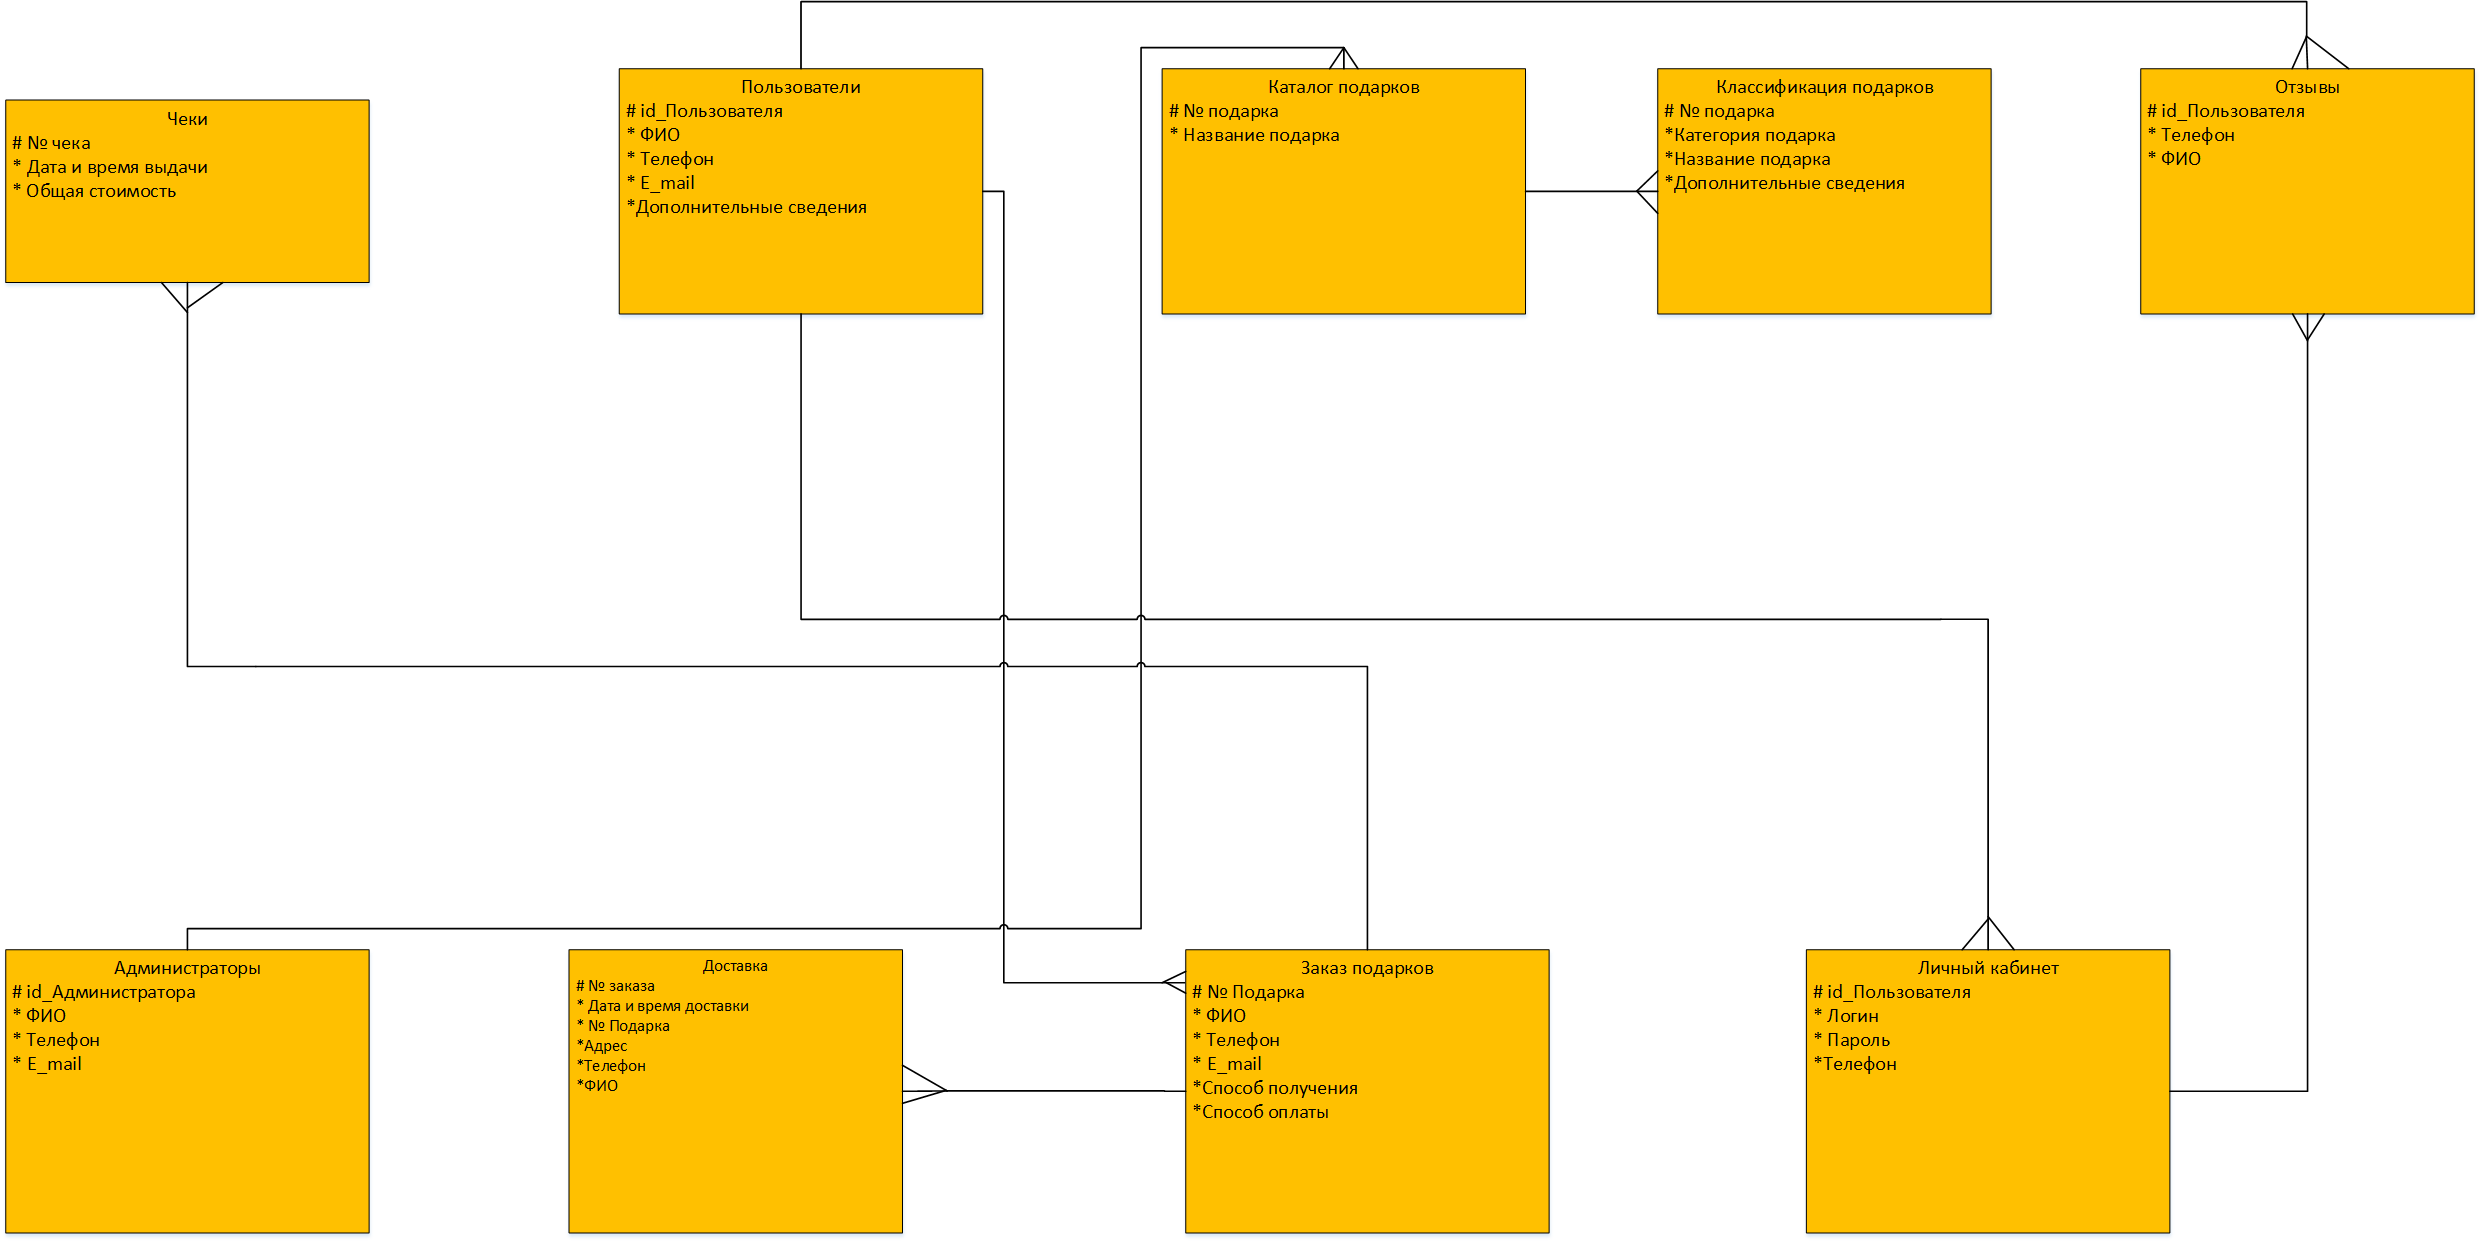 Чеки
# № чека
* Дата и время выдачи
* Общая стоимость
Пользователи
# id_Пользователя
* ФИО
* Телефон
* E_mail
*Дополнительные сведения
Каталог подарков
# № подарка
* Название подарка
Классификация подарков
# № подарка
*Категория подарка
*Название подарка
*Дополнительные сведения
Отзывы
# id_Пользователя
* Телефон
* ФИО
Администраторы
# id_Администратора
* ФИО
* Телефон
* E_mail
Доставка
# № заказа
* Дата и время доставки
* № Подарка
*Адрес
*Телефон
*ФИО
Заказ подарков
# № Подарка
* ФИО
* Телефон
* E_mail
*Способ получения
*Способ оплаты
Личный кабинет
# id_Пользователя
* Логин
* Пароль
*Телефон